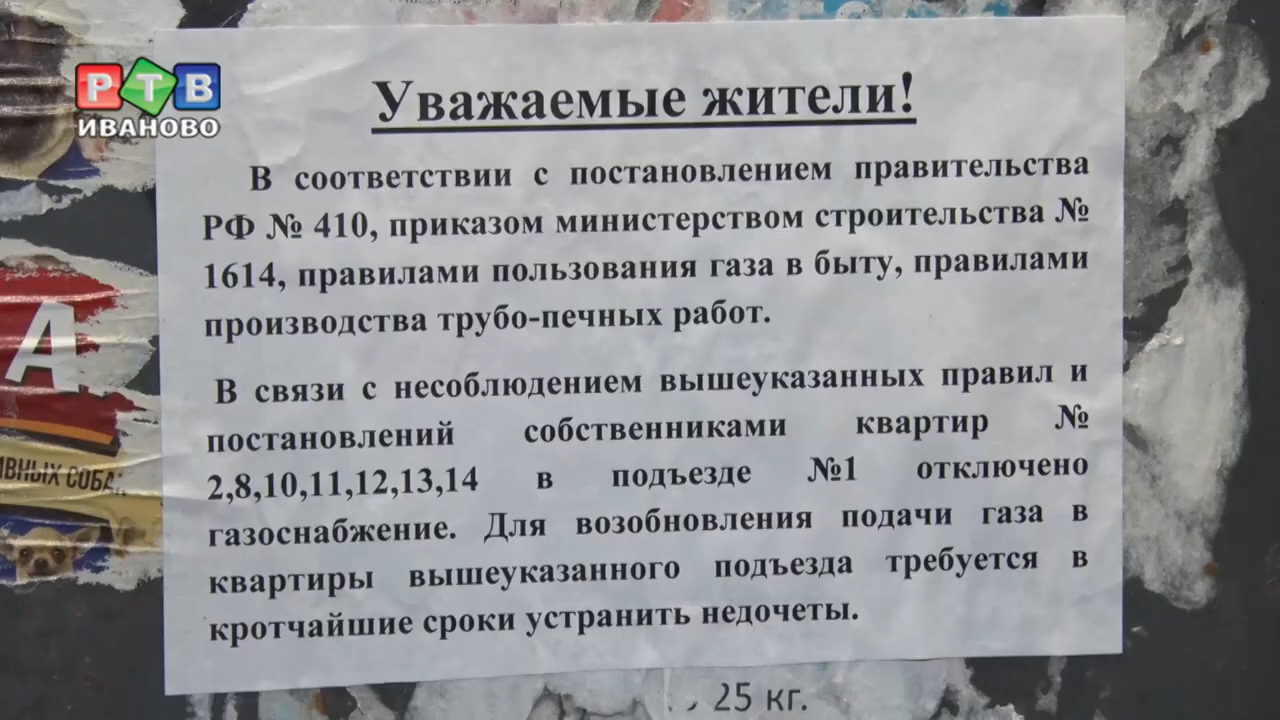 РТВ
ИВАНОВО
Уважаемые жители!
В соответствии с постановлением правительства
РФ № 410, приказом министерством строительства №
1614, правилами пользования газа в быту, правилами
производства трубо-печных работ.
В связи с несоблюдением вышеуказанных правил и
постановлений собственниками квартир №
2,8,10,11,12,13,14 в подъезде №1 отключено
газоснабжение. Для возобновления подачи газа в
квартиры вышеуказанного подъезда требуется в
кротчайшие сроки устранить недочеты.
А
ИВНЫХ СОБА
25 кг.